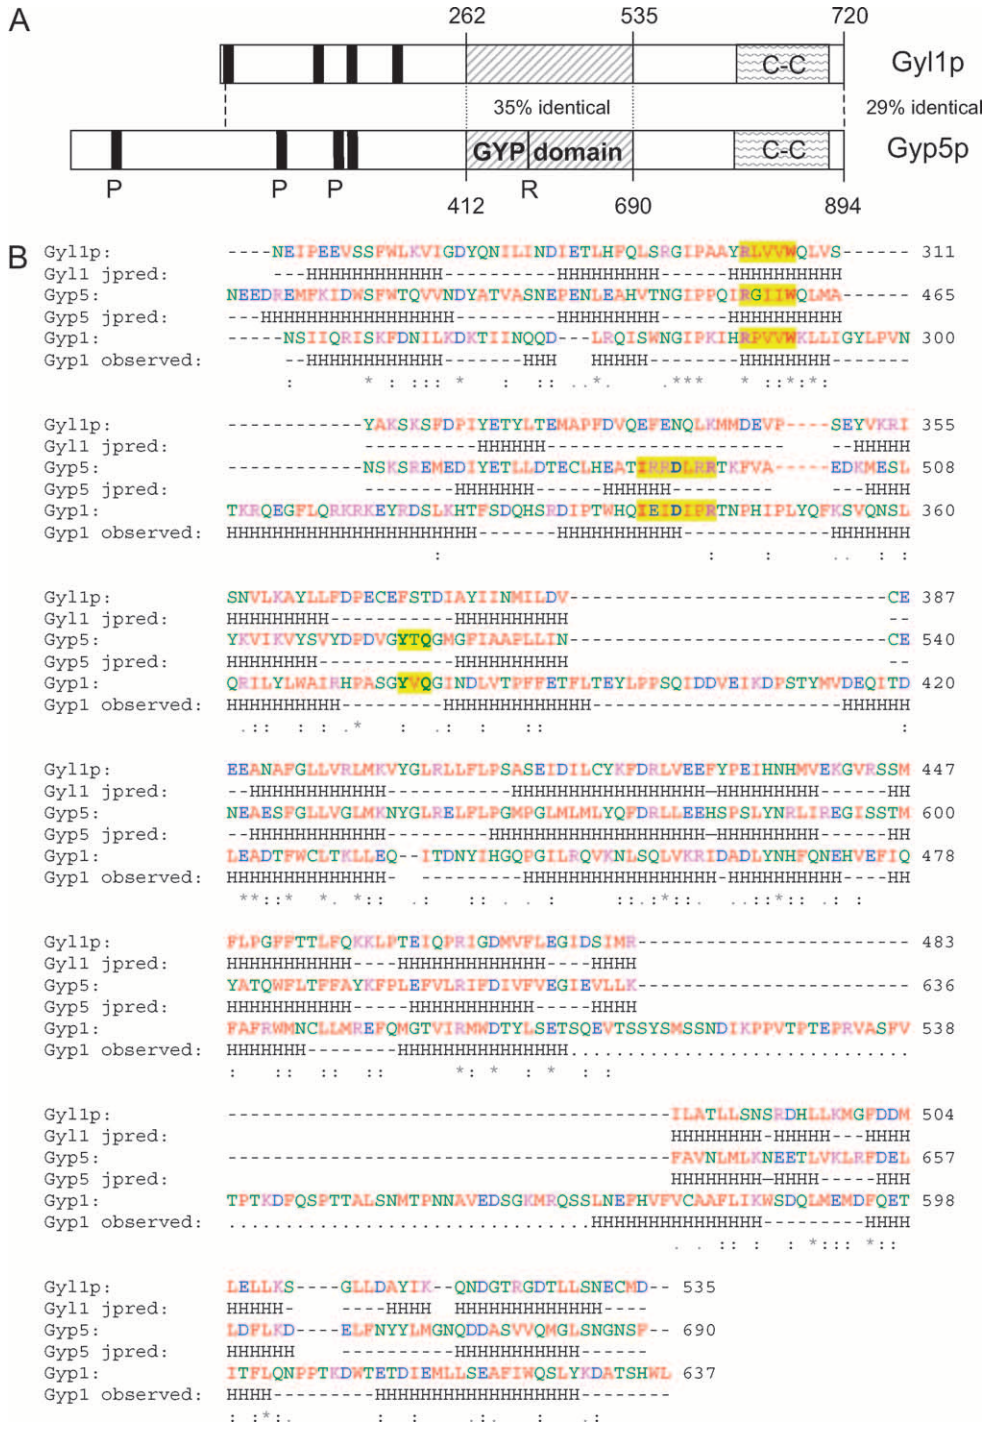 A
262 535 720
C-C Gyl1p
35% identical 29% identical
GYP domain C-C Gyp5p
P P P R
412 690 894
B
Gyl1p: ----NEIPEEVSSFWLKVIGDYQNILINDIETLHFQLSRGIPAAYRLVVWQLVS------ 311
Gyl1 jpred: ---HHHHHHHHHHHH----------HHHHHHHHH------HHHHHHHHHH
Gyp5: NEEDREMFKIDWSFWTQVVNDYATVASNEPENLEAHVTNGIPPQIRGIIWQLMA------ 465
Gyp5 jpred: ---HHHHHHHHHHHHHHHHH---------HHHHHHHHH------HHHHHHHHHH
Gyp1: -----NSIIQRISKFDNILKDKTIINQQD---LRQISWNGIPKIHRPVVWKLLIGYLPVN 300
Gyp1 observed: --HHHHHHHHHHHH-------HHH   HHHHH--------HHHHHHHH-------
: * : ::: * : : ..*. .*** * ::*:*:
Gyl1p: ------------YAKSKSFDPIYETYLTEMAPFDVQEFENQLKMMDEVP----SEYVKRI 355
Gyl1 jpred: ----------HHHHHH--------------------- --HHHHH
Gyp5: ------------NSKSREMEDIYETLLDTECLHEATIRRDLRRTKFVA-----EDKMESL 508
Gyp5 jpred: --------HHHHHHH------HHHHHH--------- ---HHHH
Gyp1: TKRQEGFLQRKRKEYRDSLKHTFSDQHSRDIPTWHQIEIDIPRTNPHIPLYQFKSVQNSL 360
Gyp1 observed: HHHHHHHHHHHHHHHHHHHHHH-------HHHHHHHHHHH-------------HHHHHHH
: : : .. : :
Gyl1p: SNVLKAYLLFDPECEFSTDIAYIINMILDV----------------------------CE 387
Gyl1 jpred: HHHHHHHHH-----------HHHHHHHHHH --
Gyp5: YKVIKVYSVYDPDVGYTQGMGFIAAPLLIN----------------------------CE 540
Gyp5 jpred: HHHHHHHH------------HHHHHHHHHH --
Gyp1: QRILYLWAIRHPASGYVQGINDLVTPFFETFLTEYLPPSQIDDVEIKDPSTYMVDEQITD 420
Gyp1 observed: HHHHHHHHHH---------HHHHHHHHHHHHH----------------------HHHHHH
.:: : : .* : .: : :: :
Gyl1p: EEANAFGLLVRLMKVYGLRLLFLPSASEIDILCYKFDRLVEEFYPEIHNHMVEKGVRSSM 447
Gyl1 jpred: --HHHHHHHHHHHH----------HHHHHHHHHHHHHHHHHH–HHHHHHHHHH------HH
Gyp5: NEAESFGLLVGLMKNYGLRELFLPGMPGLMLMLYQFDRLLEEHSPSLYNRLIREGISSTM 600
Gyp5 jpred: --HHHHHHHHHHHH---------HHHHHHHHHHHHHHHHHHH–HHHHHHHHHH------HH
Gyp1: LEADTFWCLTKLLEQ--ITDNYIHGQPGILRQVKNLSQLVKRIDADLYNHFQNEHVEFIQ 478
Gyp1 observed: HHHHHHHHHHHHHH ----------HHHHHHHHHHHHHHHHH-HHHHHHHHHH----HH
**::* *. *:: .: :: . . : ::.:*:. . .::*:: :. :
Gyl1p: FLPGFFTTLFQKKLPTEIQPRIGDMVFLEGIDSIMR------------------------ 483
Gyl1 jpred: HHHHHHHHHHH----HHHHHHHHHHHHH----HHHH
Gyp5: YATQWFLTFFAYKFPLEFVLRIFDIVFVEGIEVLLK------------------------ 636
Gyp5 jpred: HHHHHHHHHHH-----HHHHHHHHHHH-----HHHH
Gyp1: FAFRWMNCLLMREFQMGTVIRMWDTYLSETSQEVTSSYSMSSNDIKPPVTPTEPRVASFV 538
Gyp1 observed: HHHHHHH--------HHHHHHHHHHHHHHH..............................
: :: : :: *: * : * : :
Gyl1p: ---------------------------------------ILATLLSNSRDHLLKMGFDDM 504
Gyl1 jpred: HHHHHHHH-HHHHH---HHHH
Gyp5: ---------------------------------------FAVNLMLKNEETLVKLRFDEL 657
Gyp5 jpred: HHHHHHHH–HHHH----HHH
Gyp1: TPTKDFQSPTTALSNMTPNNAVEDSGKMRQSSLNEFHVFVCAAFLIKWSDQLMEMDFQET 598
Gyp1 observed: ................................HHHHHHHHHHHHHHH---------HHHH
. . :: : : *::: *::
Gyl1p: LELLKS----GLLDAYIK--QNDGTRGDTLLSNECMD-- 535
Gyl1 jpred: HHHHH- ----HHHH HHHHHHHHHHHHH----
Gyp5: LDFLKD----ELFNYYLMGNQDDASVVQMGLSNGNSF-- 690
Gyp5 jpred: HHHHHH ----------HHHHHHHHHHH------
Gyp1: ITFLQNPPTKDWTETDIEMLLSEAFIWQSLYKDATSHWL 637
Gyp1 observed: HHHH---------HHHHHHHHHHHHHHHHHH--------
: :*:. : : .:. .: